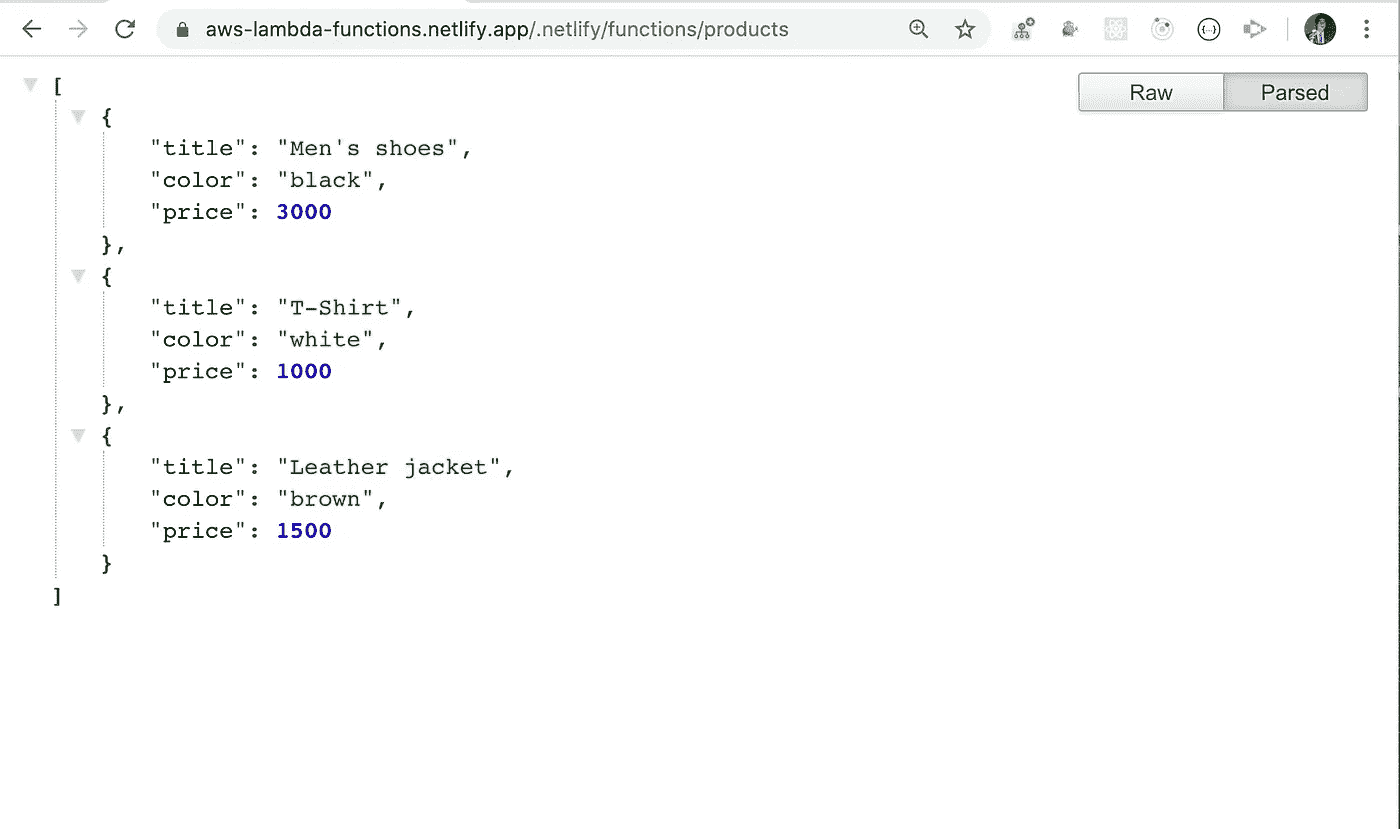 aws-lambda-functions.netlify.app/.netlify/functions/products
Raw Parsed
[
{
"title": "Men's shoes",
"color": "black",
"price": 3000
},
{
"title": "T-Shirt",
"color": "white",
"price": 1000
},
{
"title": "Leather jacket",
"color": "brown",
"price": 1500
}
]